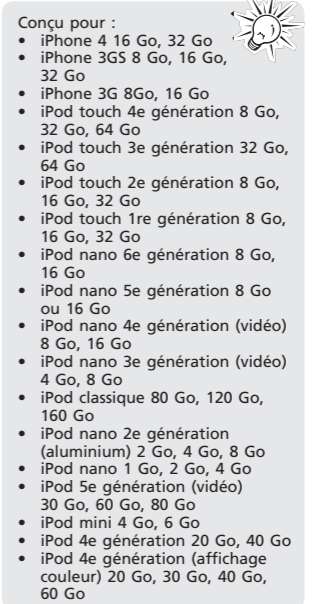 Conçu pour :
• iPhone 4 16 Go, 32 Go
• iPhone 3GS 8 Go, 16 Go,
32 Go
• iPhone 3G 8Go, 16 Go
• iPod touch 4e génération 8 Go,
32 Go, 64 Go
• iPod touch 3e génération 32 Go,
64 Go
• iPod touch 2e génération 8 Go,
16 Go, 32 Go
• iPod touch 1re génération 8 Go,
16 Go, 32 Go
• iPod nano 6e génération 8 Go,
16 Go
• iPod nano 5e génération 8 Go
ou 16 Go
• iPod nano 4e génération (vidéo)
8 Go, 16 Go
• iPod nano 3e génération (vidéo)
4 Go, 8 Go
• iPod classique 80 Go, 120 Go,
160 Go
• iPod nano 2e génération
(aluminium) 2 Go, 4 Go, 8 Go
• iPod nano 1 Go, 2 Go, 4 Go
• iPod 5e génération (vidéo)
30 Go, 60 Go, 80 Go
• iPod mini 4 Go, 6 Go
• iPod 4e génération 20 Go, 40 Go
• iPod 4e génération (affichage
couleur) 20 Go, 30 Go, 40 Go,
60 Go